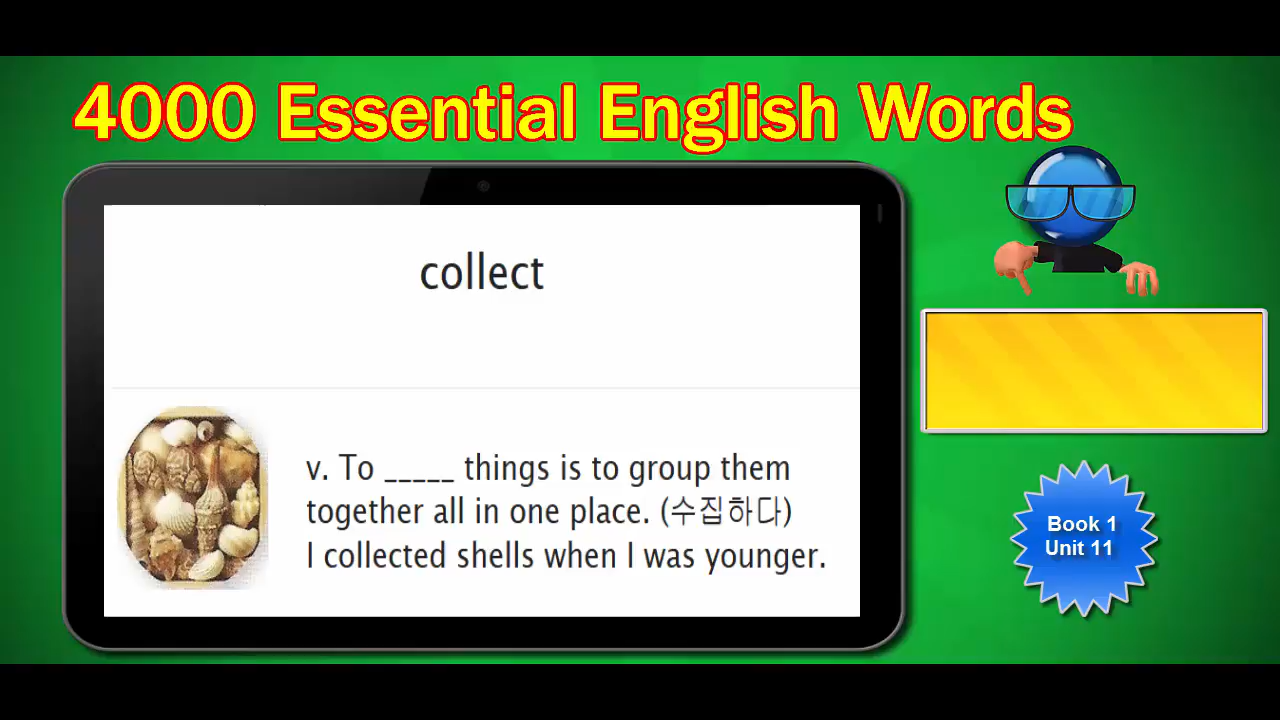 4000 Essential English Words
collect
v. To _____ things is to group them
together all in one place. (수집하다)
I collected shells when I was younger.
Book 1
Unit 11